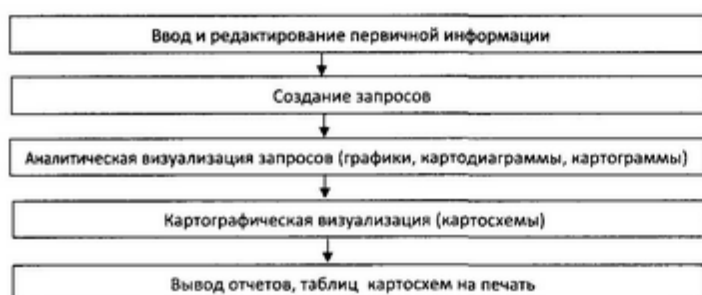 Ввод и редактирование первичной информации
Создание запросов
Аналитическая визуализация запросов (графики, картодиаграммы, картограммы)
Картографическая визуализация (картосхемы)
Вывод отчетов, таблиц картосхем на печать